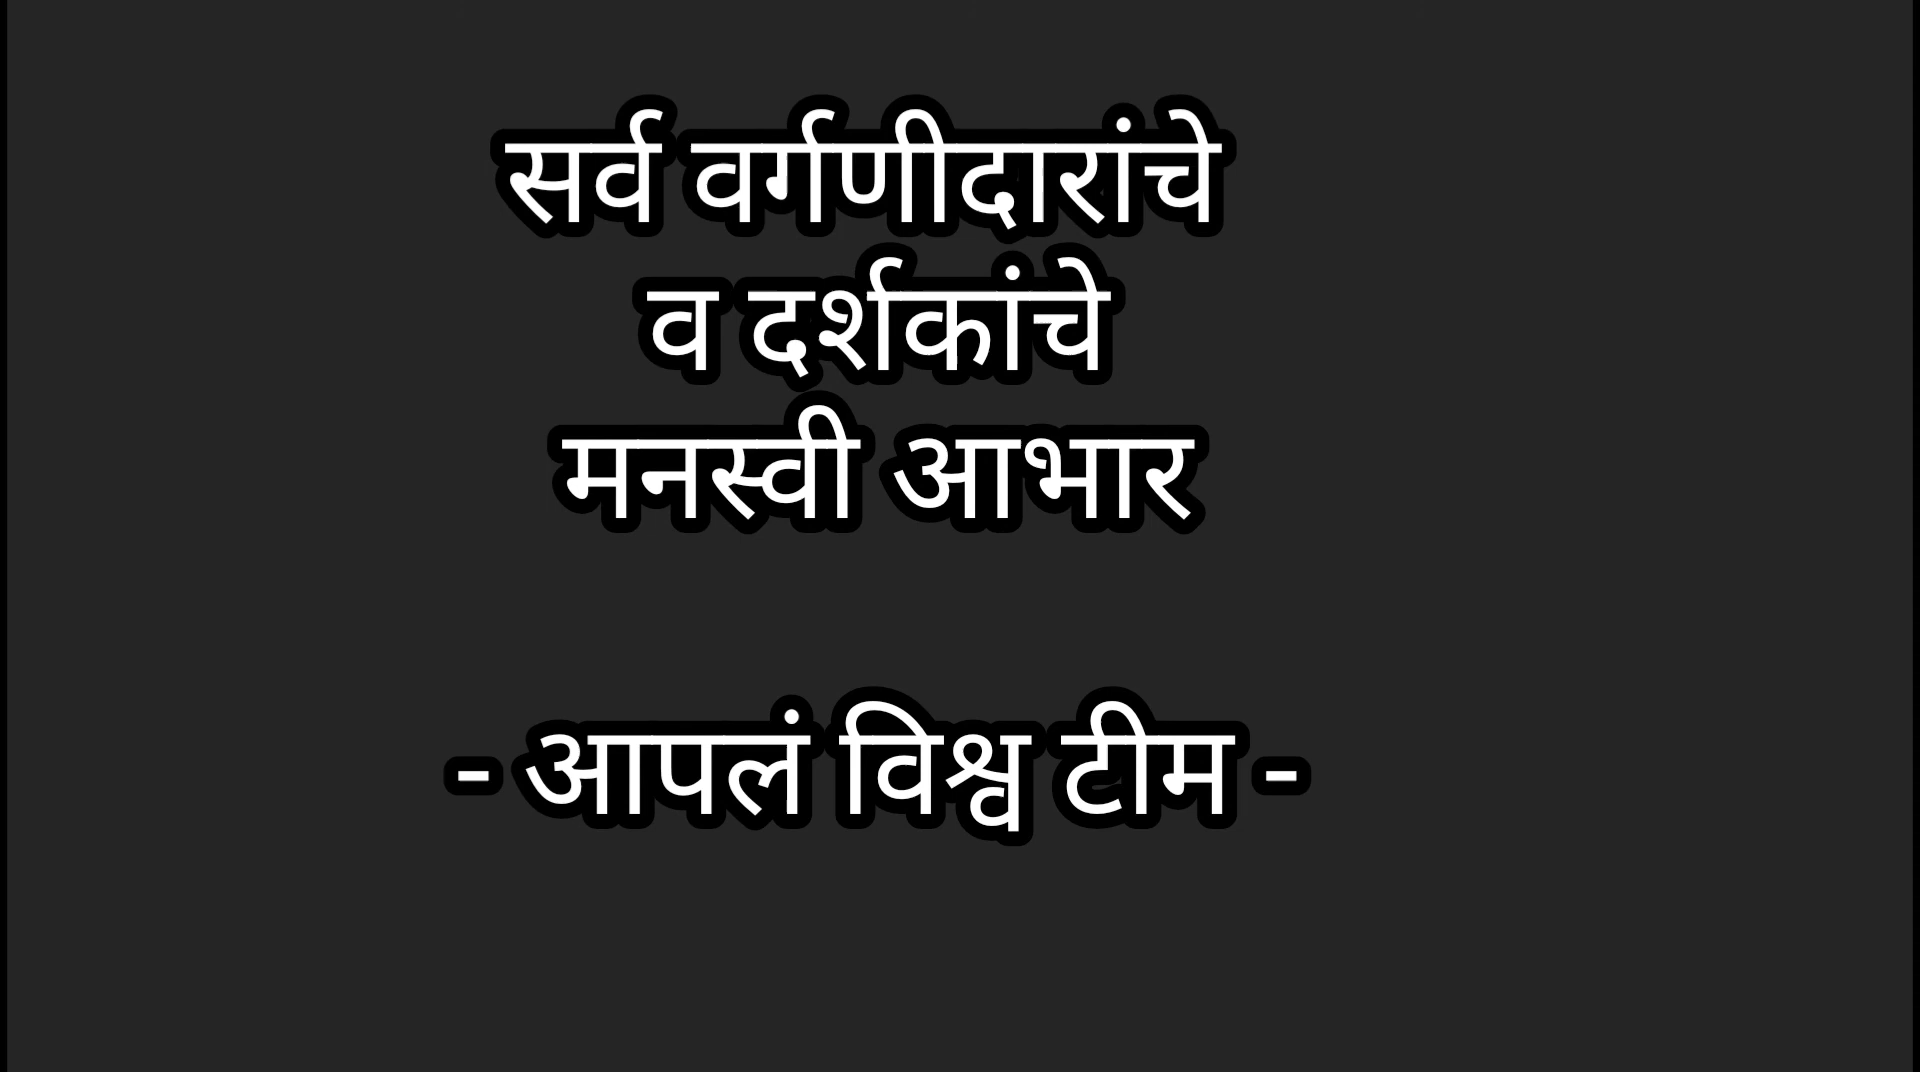 सर्व वर्गणीदारांचे
व दर्शकांचे
मनस्वी आभार
- आपलं विश्व टीम -